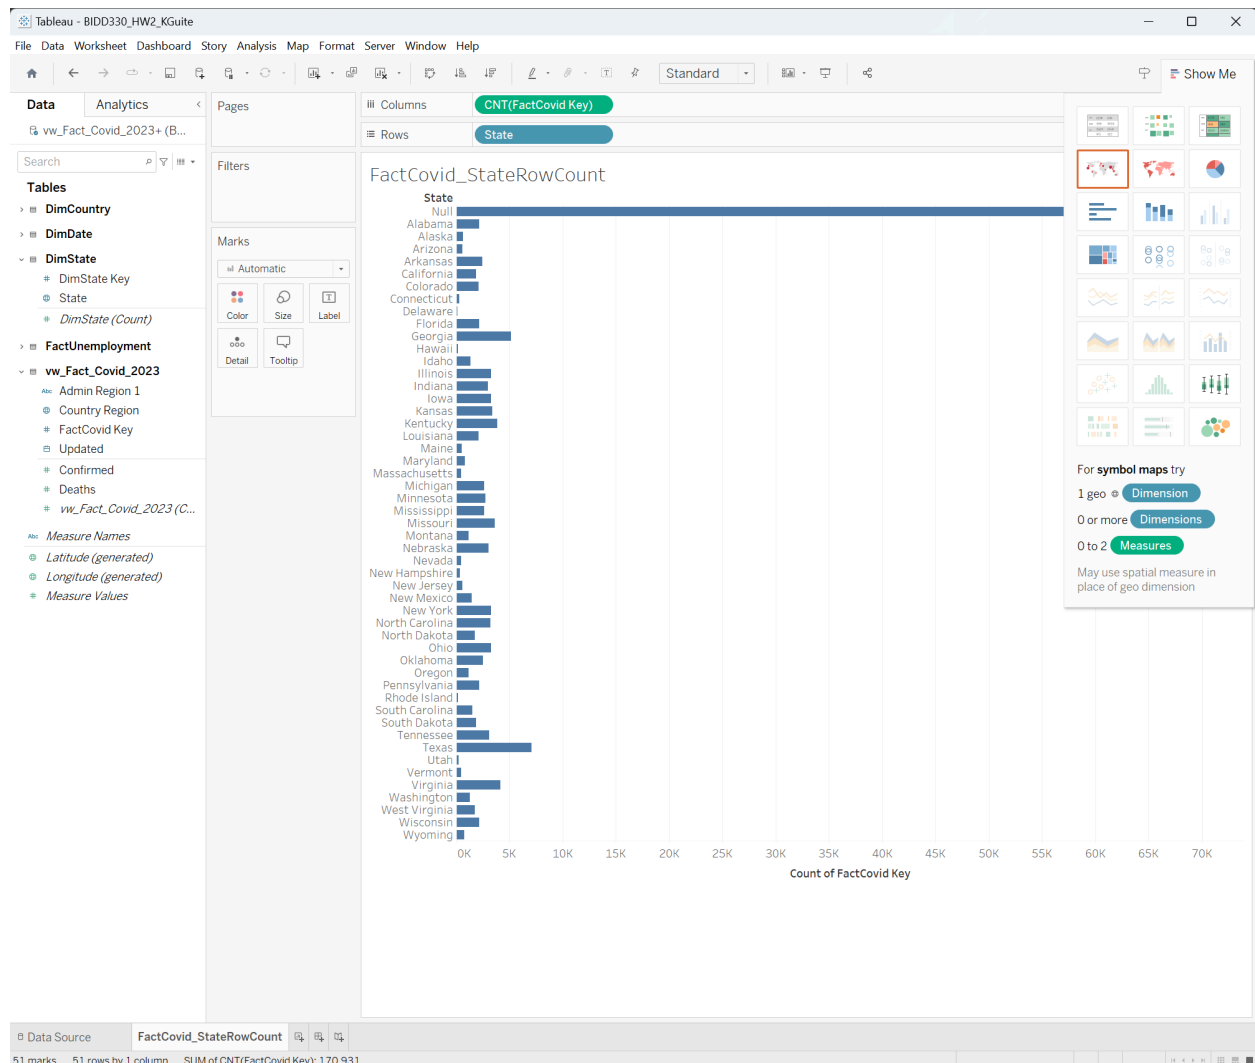 Tableau - BIDD330_HW2_KGuite
File Data Worksheet Dashboard Story Analysis Map Format Server Window Help
Standard
Show Me
Data Analytics
vw_Fact_Covid_2023+ (B...
Search
Tables
DimCountry
DimDate
DimState
# DimState Key
State
# DimState (Count)
FactUnemployment
vw_Fact_Covid_2023
Abc Admin Region 1
Country Region
# FactCovid Key
Updated
# Confirmed
# Deaths
# vw_Fact_Covid_2023 (C...
Abc Measure Names
Latitude (generated)
Longitude (generated)
# Measure Values
Pages
Filters
Marks
Automatic
Color Size Label
Detail Tooltip
Columns CNT(FactCovid Key)
Rows State
FactCovid_StateRowCount
State
Null
Alabama
Alaska
Arizona
Arkansas
California
Colorado
Connecticut
Delaware
Florida
Georgia
Hawaii
Idaho
Illinois
Indiana
Iowa
Kansas
Kentucky
Louisiana
Maine
Maryland
Massachusetts
Michigan
Minnesota
Mississippi
Missouri
Montana
Nebraska
Nevada
New Hampshire
New Jersey
New Mexico
New York
North Carolina
North Dakota
Ohio
Oklahoma
Oregon
Pennsylvania
Rhode Island
South Carolina
South Dakota
Tennessee
Texas
Utah
Vermont
Virginia
Washington
West Virginia
Wisconsin
Wyoming
0K 5K 10K 15K 20K 25K 30K 35K 40K 45K 50K 55K 60K 65K 70K
Count of FactCovid Key
For symbol maps try
1 geo Dimension
0 or more Dimensions
0 to 2 Measures
May use spatial measure in
place of geo dimension
Data Source FactCovid_StateRowCount
51 marks 51 rows by 1 column SUM of CNT(FactCovid Key): 170,931